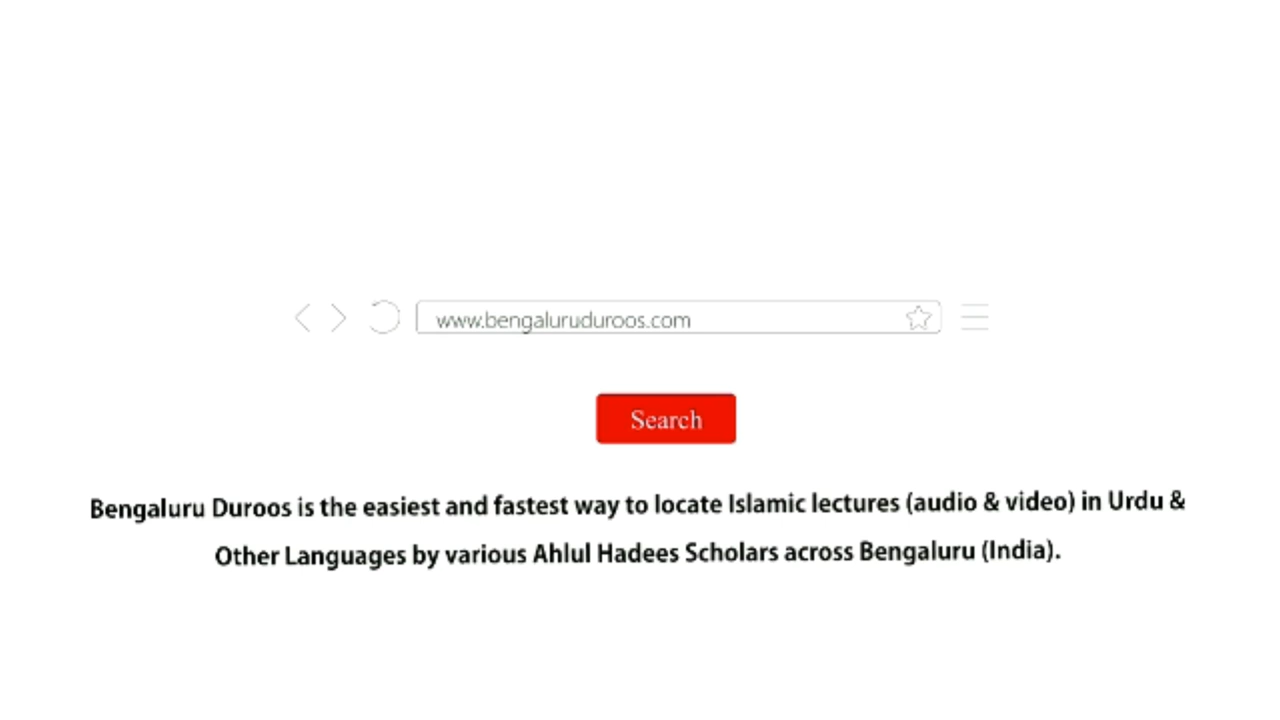 www.bengaluruduroos.com
Search
Bengaluru Duroos is the easiest and fastest way to locate Islamic lectures (audio & video) in Urdu &
Other Languages by various Ahlul Hadees Scholars across Bengaluru (India).